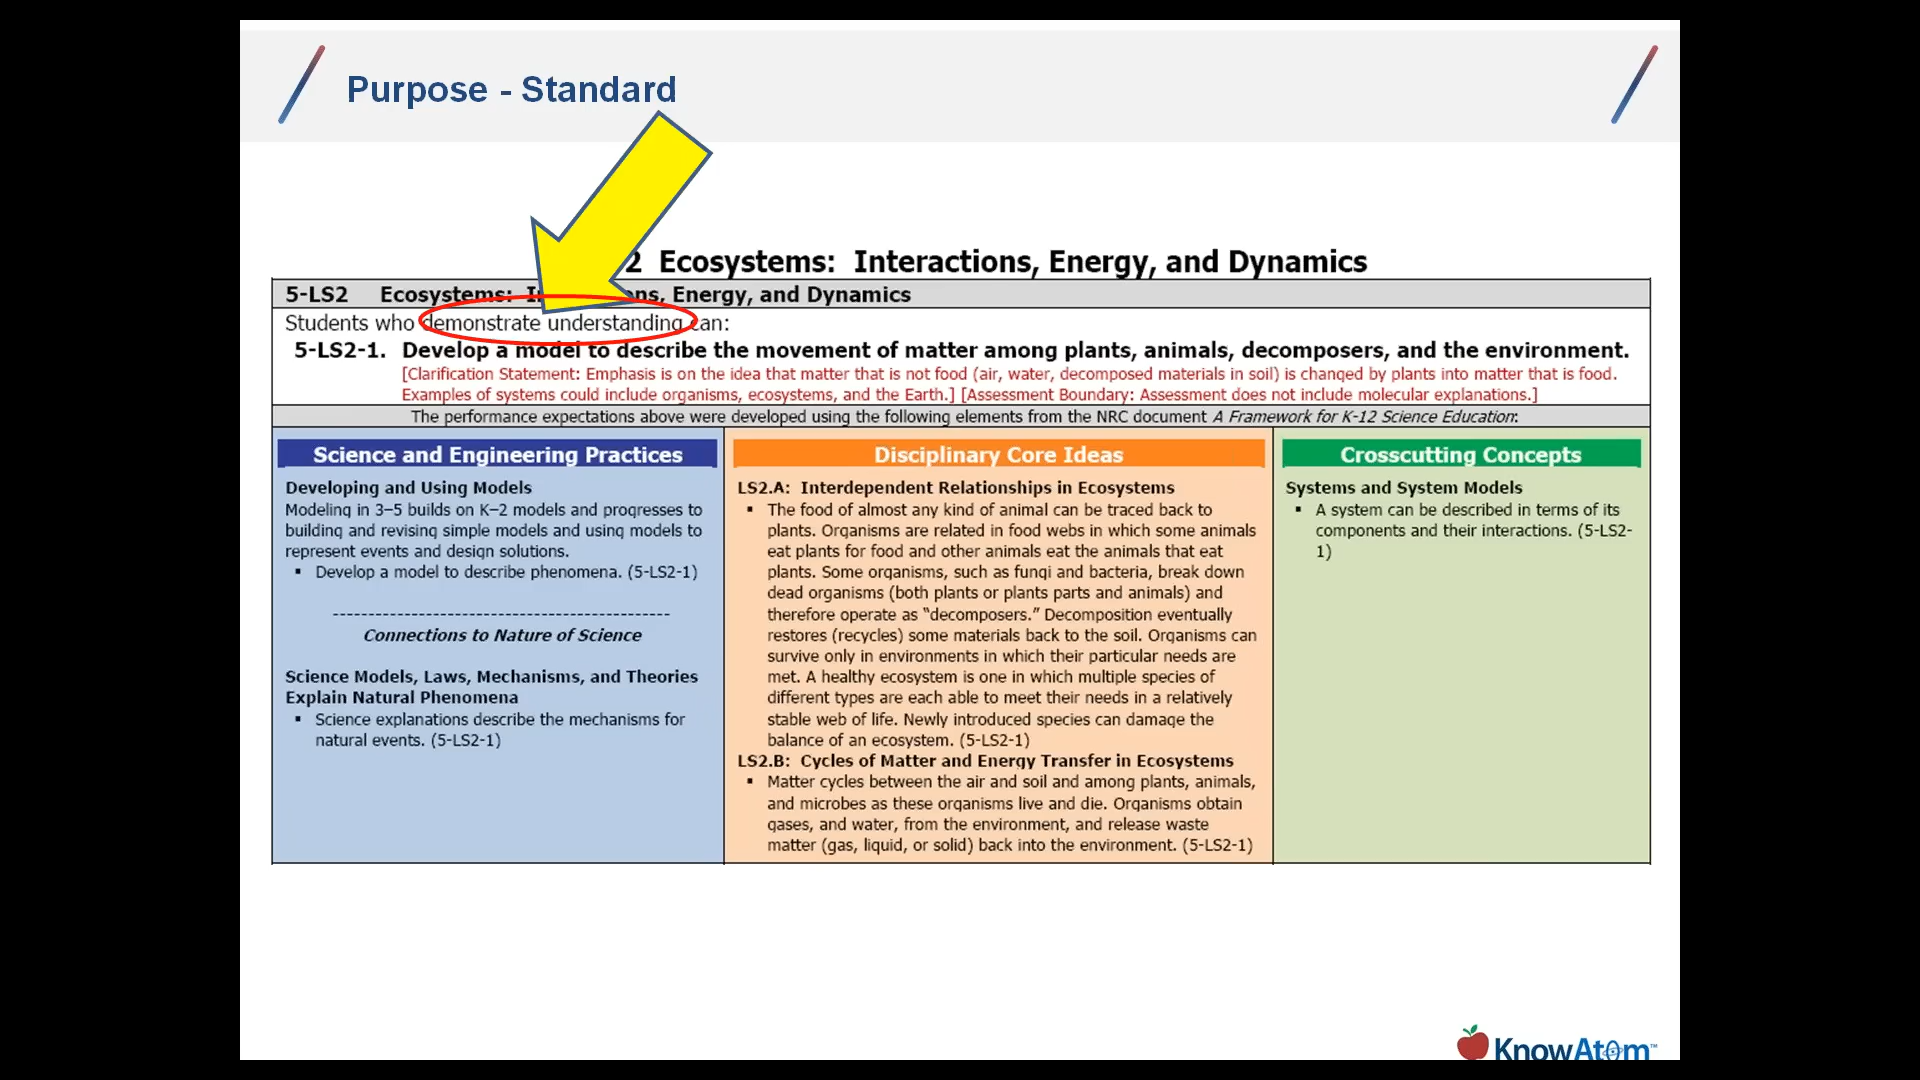 Purpose - Standard
2 Ecosystems: Interactions, Energy, and Dynamics
5-LS2 Ecosystems: In ons, Energy, and Dynamics
Students who demonstrate understanding can:
5-LS2-1. Develop a model to describe the movement of matter among plants, animals, decomposers, and the environment.
[Clarification Statement: Emphasis is on the idea that matter that is not food (air, water, decomposed materials in soil) is changed by plants into matter that is food.
Examples of systems could include organisms, ecosystems, and the Earth.] [Assessment Boundary: Assessment does not include molecular explanations.]
The performance expectations above were developed using the following elements from the NRC document A Framework for K-12 Science Education:
Science and Engineering Practices
Developing and Using Models
Modeling in 3–5 builds on K–2 models and progresses to
building and revising simple models and using models to
represent events and design solutions.
▪ Develop a model to describe phenomena. (5-LS2-1)
-----------------------------------------------
Connections to Nature of Science
Science Models, Laws, Mechanisms, and Theories
Explain Natural Phenomena
▪ Science explanations describe the mechanisms for
natural events. (5-LS2-1)
Disciplinary Core Ideas
LS2.A: Interdependent Relationships in Ecosystems
▪ The food of almost any kind of animal can be traced back to
plants. Organisms are related in food webs in which some animals
eat plants for food and other animals eat the animals that eat
plants. Some organisms, such as fungi and bacteria, break down
dead organisms (both plants or plants parts and animals) and
therefore operate as “decomposers.” Decomposition eventually
restores (recycles) some materials back to the soil. Organisms can
survive only in environments in which their particular needs are
met. A healthy ecosystem is one in which multiple species of
different types are each able to meet their needs in a relatively
stable web of life. Newly introduced species can damage the
balance of an ecosystem. (5-LS2-1)
LS2.B: Cycles of Matter and Energy Transfer in Ecosystems
▪ Matter cycles between the air and soil and among plants, animals,
and microbes as these organisms live and die. Organisms obtain
gases, and water, from the environment, and release waste
matter (gas, liquid, or solid) back into the environment. (5-LS2-1)
Crosscutting Concepts
Systems and System Models
▪ A system can be described in terms of its
components and their interactions. (5-LS2-
1)
KnowAtom™